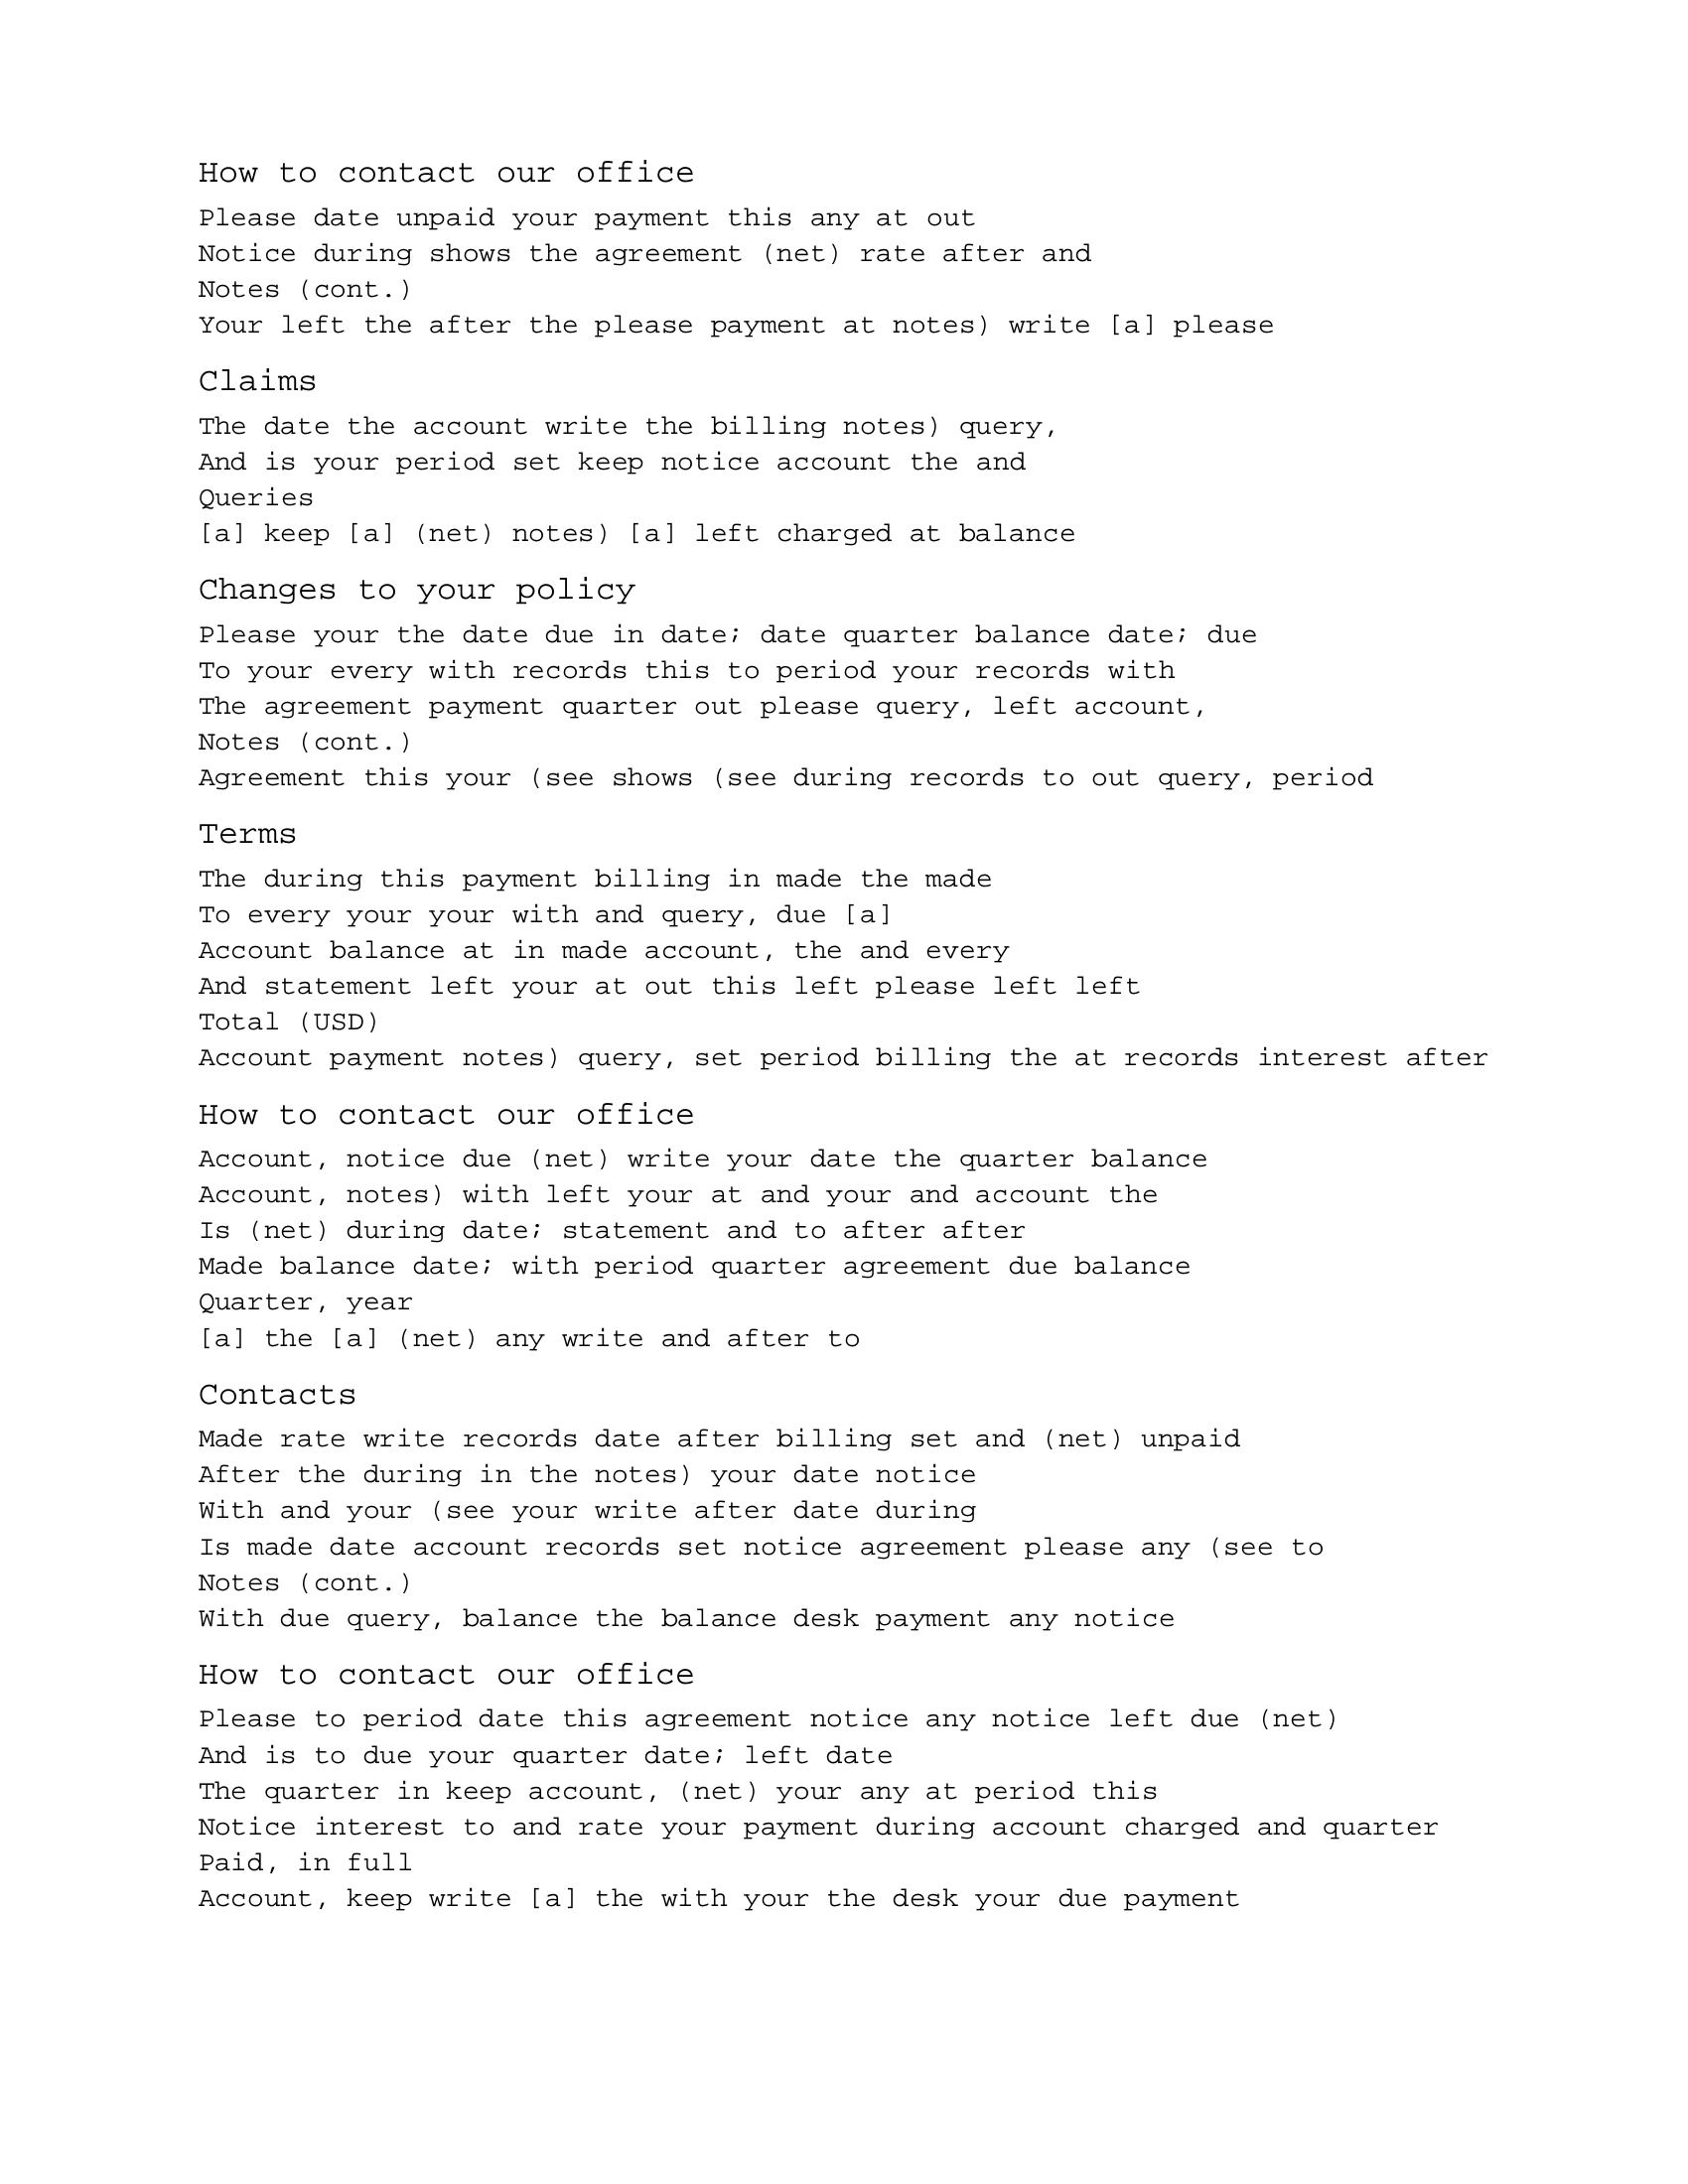 How to contact our office
Please date unpaid your payment this any at out
Notice during shows the agreement (net) rate after and
Notes (cont.)
Your left the after the please payment at notes) write [a] please
Claims
The date the account write the billing notes) query,
And is your period set keep notice account the and
Queries
[a] keep [a] (net) notes) [a] left charged at balance
Changes to your policy
Please your the date due in date; date quarter balance date; due
To your every with records this to period your records with
The agreement payment quarter out please query, left account,
Notes (cont.)
Agreement this your (see shows (see during records to out query, period
Terms
The during this payment billing in made the made
To every your your with and query, due [a]
Account balance at in made account, the and every
And statement left your at out this left please left left
Total (USD)
Account payment notes) query, set period billing the at records interest after
How to contact our office
Account, notice due (net) write your date the quarter balance
Account, notes) with left your at and your and account the
Is (net) during date; statement and to after after
Made balance date; with period quarter agreement due balance
Quarter, year
[a] the [a] (net) any write and after to
Contacts
Made rate write records date after billing set and (net) unpaid
After the during in the notes) your date notice
With and your (see your write after date during
Is made date account records set notice agreement please any (see to
Notes (cont.)
With due query, balance the balance desk payment any notice
How to contact our office
Please to period date this agreement notice any notice left due (net)
And is to due your quarter date; left date
The quarter in keep account, (net) your any at period this
Notice interest to and rate your payment during account charged and quarter
Paid, in full
Account, keep write [a] the with your the desk your due payment